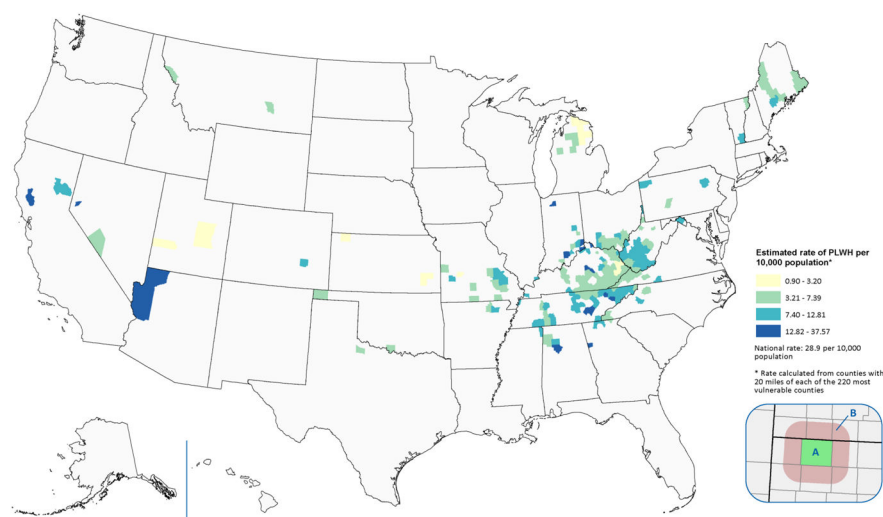 Estimated rate of PLWH per
10,000 population*
0.90 - 3.20
3.21 - 7.39
7.40 - 12.81
12.82 - 37.57
National rate: 28.9 per 10,000
population
* Rate calculated from counties with
20 miles of each of the 220 most
vulnerable counties
B
A